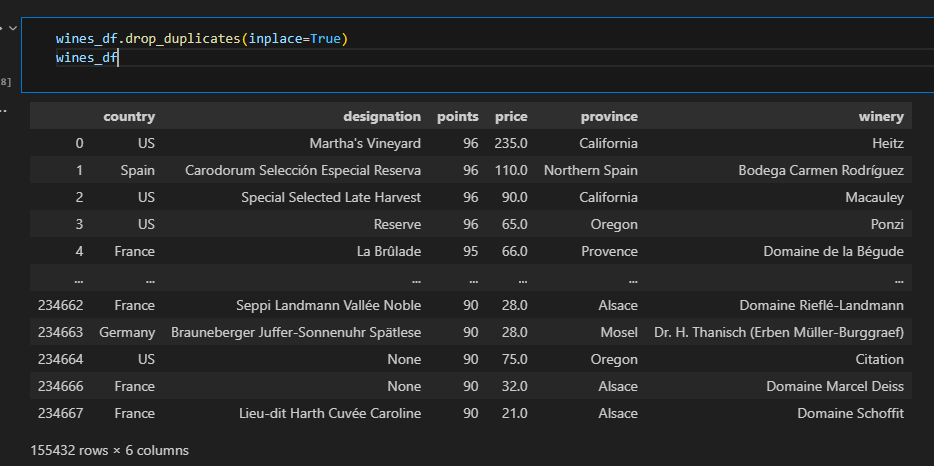 wines_df.drop_duplicates(inplace=True)
wines_df
8]
country designation points price province winery
0 US Martha's Vineyard 96 235.0 California Heitz
1 Spain Carodorum Selección Especial Reserva 96 110.0 Northern Spain Bodega Carmen Rodríguez
2 US Special Selected Late Harvest 96 90.0 California Macauley
3 US Reserve 96 65.0 Oregon Ponzi
4 France La Brûlade 95 66.0 Provence Domaine de la Bégude
... ... ... ... ... ... ...
234662 France Seppi Landmann Vallée Noble 90 28.0 Alsace Domaine Rieflé-Landmann
234663 Germany Brauneberger Juffer-Sonnenuhr Spätlese 90 28.0 Mosel Dr. H. Thanisch (Erben Müller-Burggraef)
234664 US None 90 75.0 Oregon Citation
234666 France None 90 32.0 Alsace Domaine Marcel Deiss
234667 France Lieu-dit Harth Cuvée Caroline 90 21.0 Alsace Domaine Schoffit
155432 rows × 6 columns